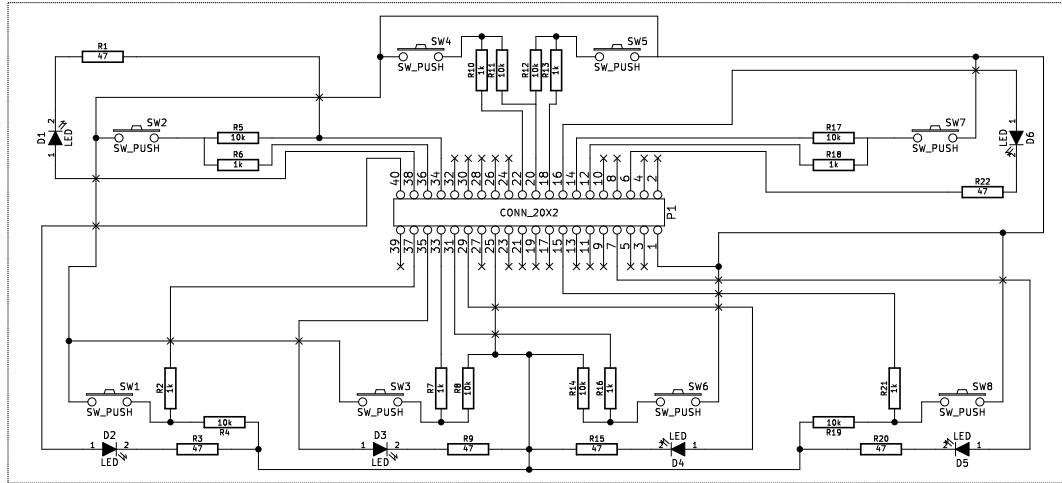 R1
47
SW4
SW_PUSH
R10
1k
R11
10k
R12
10k
R13
1k
SW5
SW_PUSH
D1
2
1
LED
SW2
SW_PUSH
R5
10k
R6
1k
R17
10k
R18
1k
SW7
SW_PUSH
1
LED
2
D6
R22
47
40
38
36
34
32
30
28
26
24
22
20
18
16
14
12
10
8
6
4
2
CONN_20X2
P1
39
37
35
33
31
29
27
25
23
21
19
17
15
13
11
9
7
5
3
1
SW1
SW_PUSH
R2
1k
10k
R4
D2
1
2
LED
R3
47
SW3
SW_PUSH
R7
1k
R8
10k
D3
1
2
LED
R9
47
R14
10k
R16
1k
SW6
SW_PUSH
R15
47
LED
2
1
D4
R21
1k
SW8
SW_PUSH
10k
R19
R20
47
LED
2
1
D5